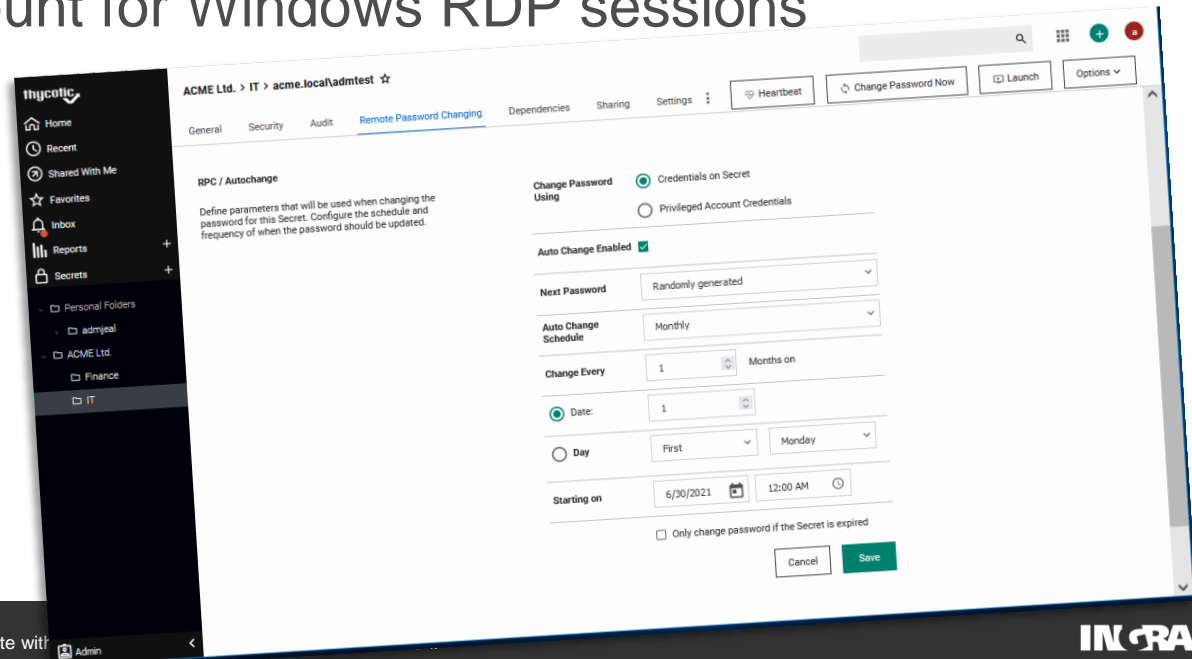 ount for Windows RDP sessions
thycotic
Home
Recent
Shared With Me
Favorites
Inbox
Reports +
Secrets +
Personal Folders
admjeal
ACME Ltd.
Finance
IT
Admin
ACME Ltd. > IT > acme.local\admtest
a
Heartbeat
Change Password Now
Launch
Options
General Security Audit Remote Password Changing Dependencies Sharing Settings
RPC / Autochange
Define parameters that will be used when changing the
password for this Secret. Configure the schedule and
frequency of when the password should be updated.
Change Password
Using
Credentials on Secret
Privileged Account Credentials
Auto Change Enabled
Next Password Randomly generated
Auto Change
Schedule
Monthly
Change Every 1 Months on
Date: 1
Day First Monday
Starting on 6/30/2021 12:00 AM
Only change password if the Secret is expired
Cancel Save
te with
INGRA